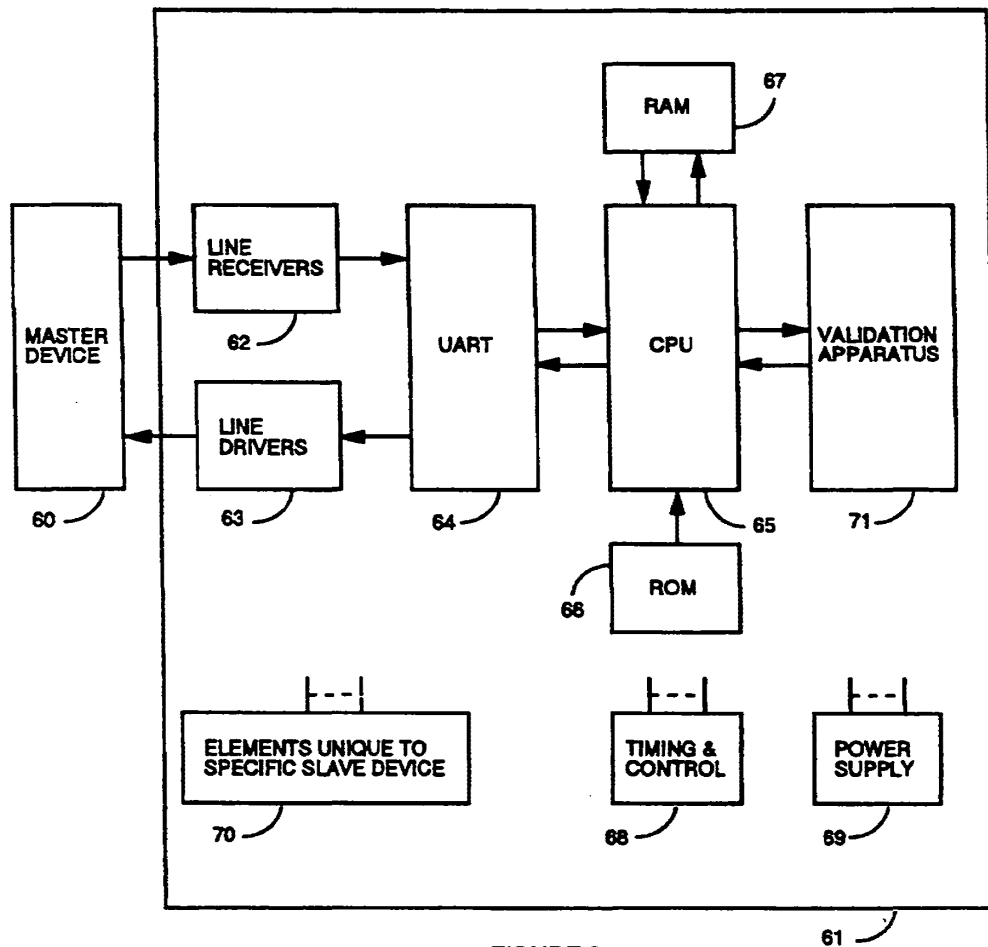 RAM
67
MASTER
DEVICE
60
LINE
RECEIVERS
62
LINE
DRIVERS
63
UART
64
CPU
65
VALIDATION
APPARATUS
71
66
ROM
ELEMENTS UNIQUE TO
SPECIFIC SLAVE DEVICE
70
TIMING &
CONTROL
68
POWER
SUPPLY
69
61